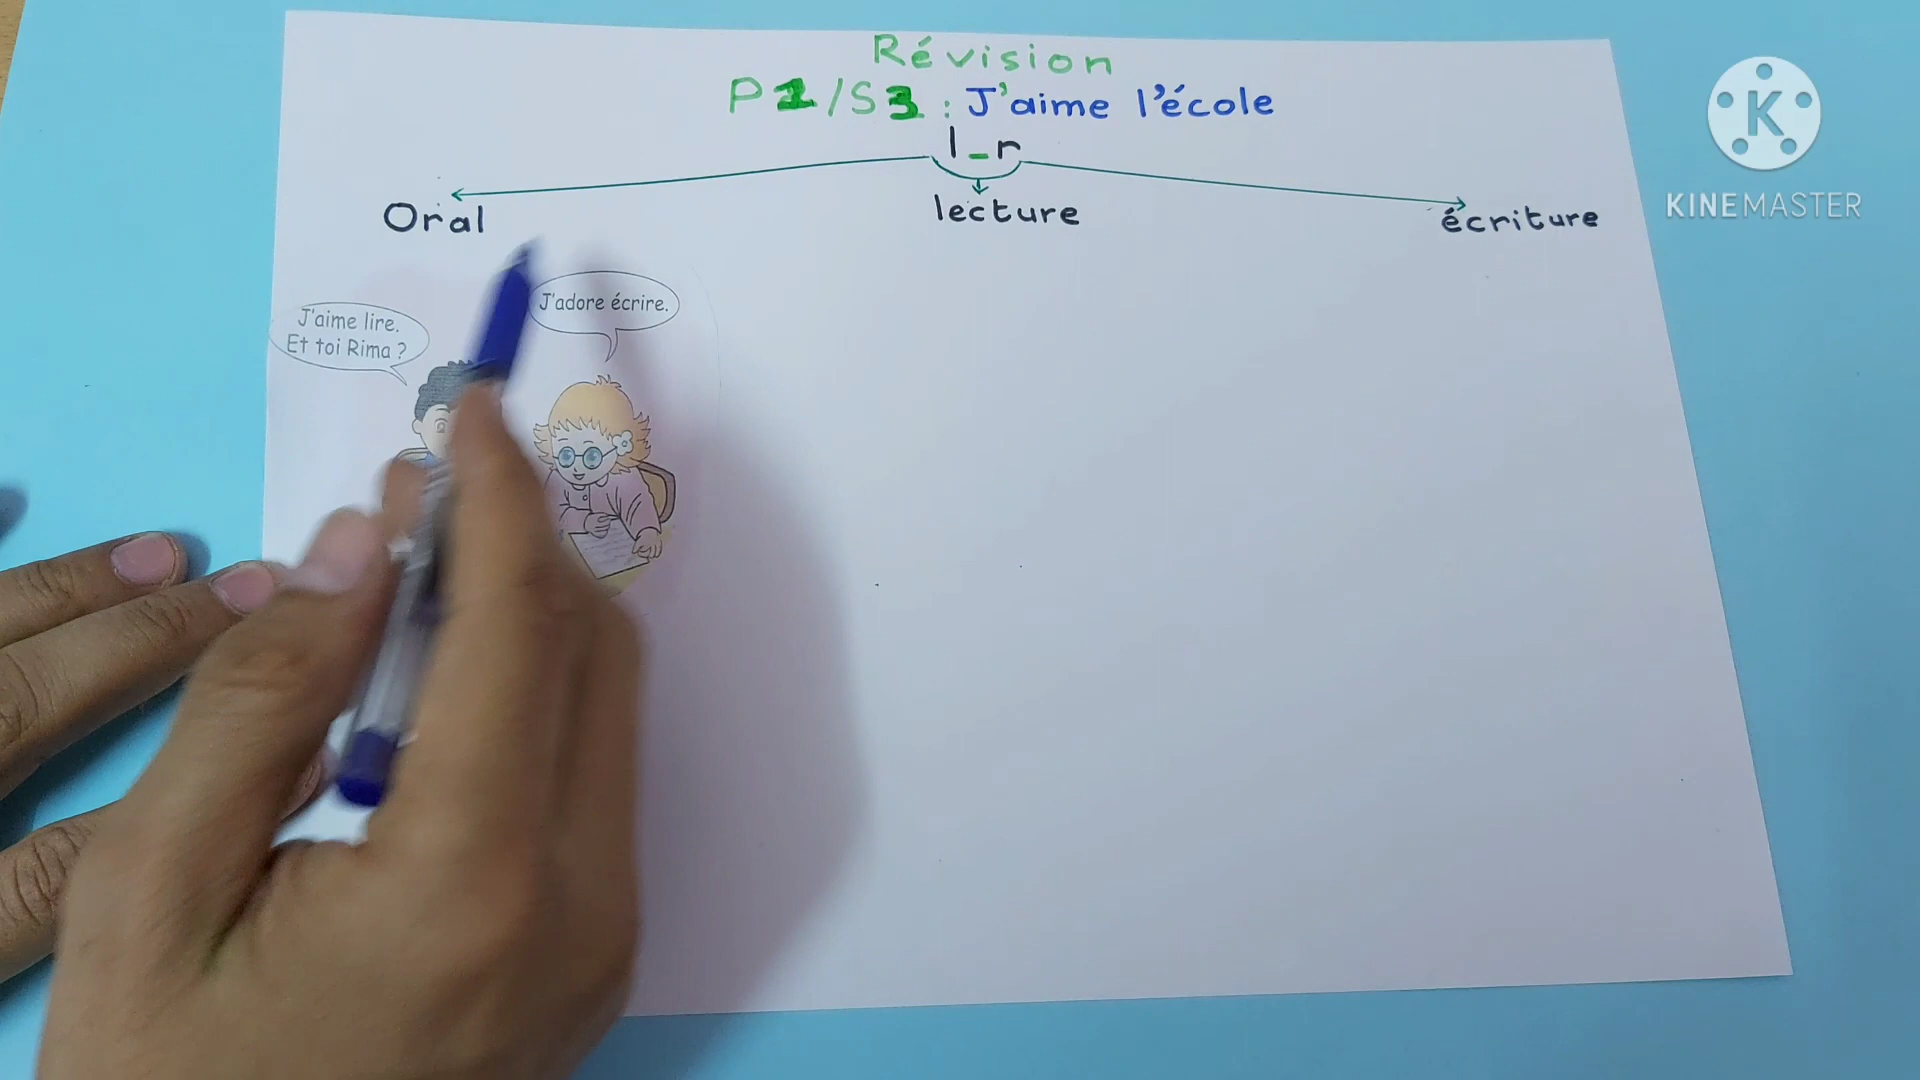 Révision
P1/S3 : J'aime l'école
l_r
Oral
lecture
écriture
J'aime lire.
Et toi Rima ?
J'adore écrire.
K
KINEMASTER